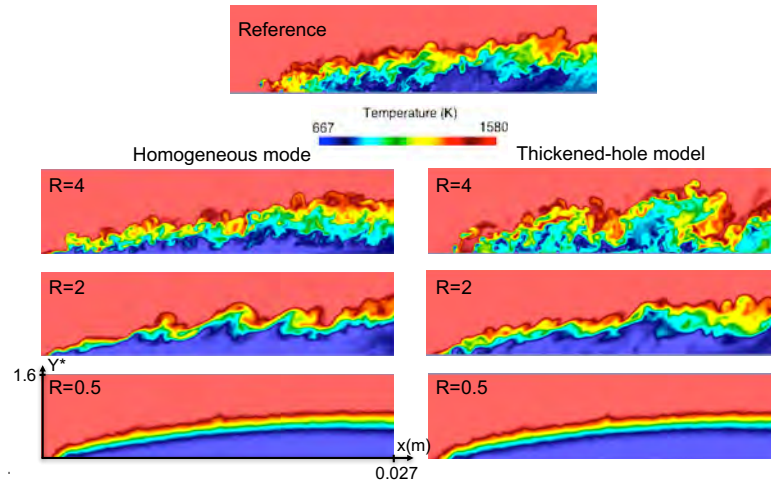 Reference
Temperature (K)
667 1580
Homogeneous mode
Thickened-hole model
R=4
R=4
R=2
R=2
Y*
1.6
R=0.5
R=0.5
x(m)
0.027